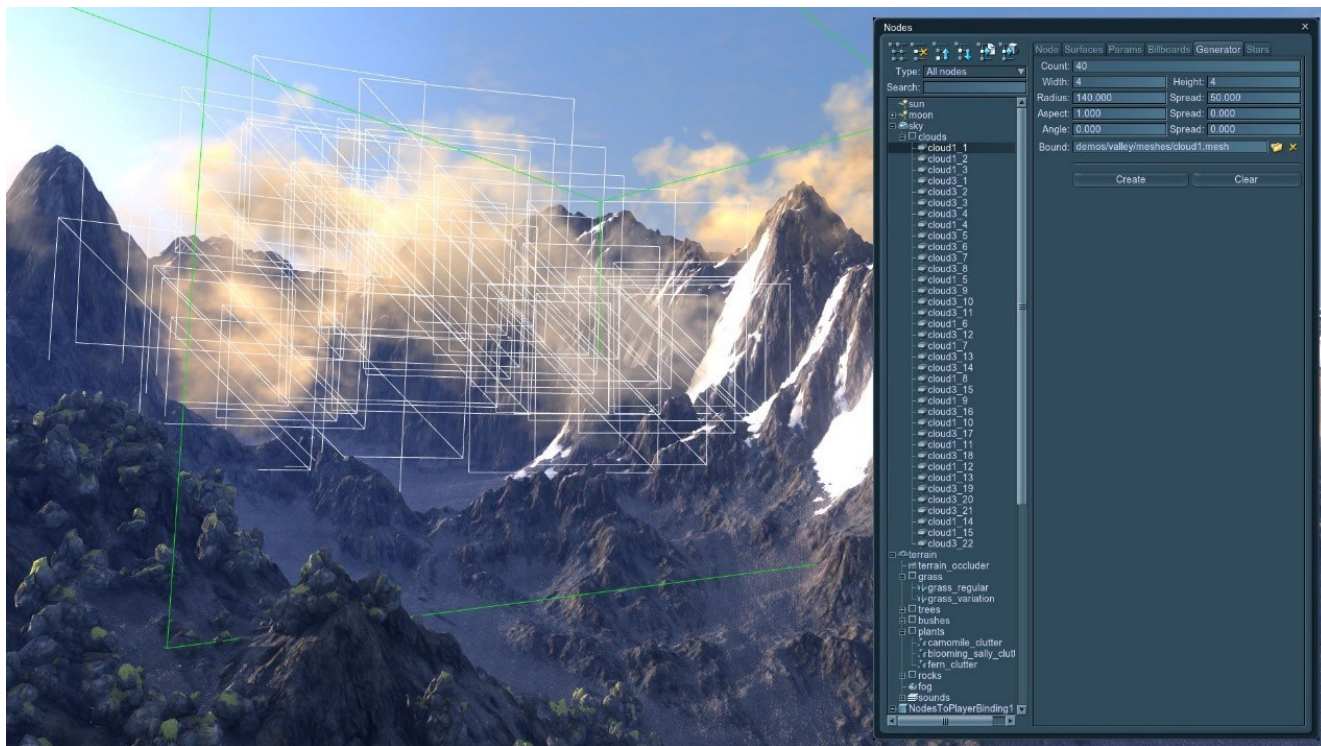 Nodes
Type: All nodes
Search:
sun
moon
sky
clouds
cloud1_1
cloud1_2
cloud1_3
cloud3_1
cloud3_2
cloud3_3
cloud3_4
cloud1_4
cloud3_5
cloud3_6
cloud3_7
cloud3_8
cloud1_5
cloud3_9
cloud3_10
cloud3_11
cloud1_6
cloud3_12
cloud1_7
cloud3_13
cloud3_14
cloud1_8
cloud3_15
cloud1_9
cloud3_16
cloud1_10
cloud3_17
cloud1_11
cloud3_18
cloud1_12
cloud1_13
cloud3_19
cloud3_20
cloud3_21
cloud1_14
cloud1_15
cloud3_22
terrain
terrain_occluder
grass
grass_regular
grass_variation
trees
bushes
plants
camomile_clutter
blooming_sally_clutt
fern_clutter
rocks
fog
sounds
NodesToPlayerBinding1
Node Surfaces Params Billboards Generator Stars
Count: 40
Width: 4 Height: 4
Radius: 140.000 Spread: 50.000
Aspect: 1.000 Spread: 0.000
Angle: 0.000 Spread: 0.000
Bound: demos/valley/meshes/cloud1.mesh
Create Clear